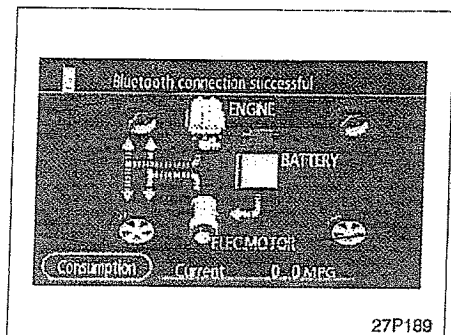 Bluetooth connection successful
ENGINE
BATTERY
ELEC MOTOR
Consumption Current 0.0 MPG
27P189